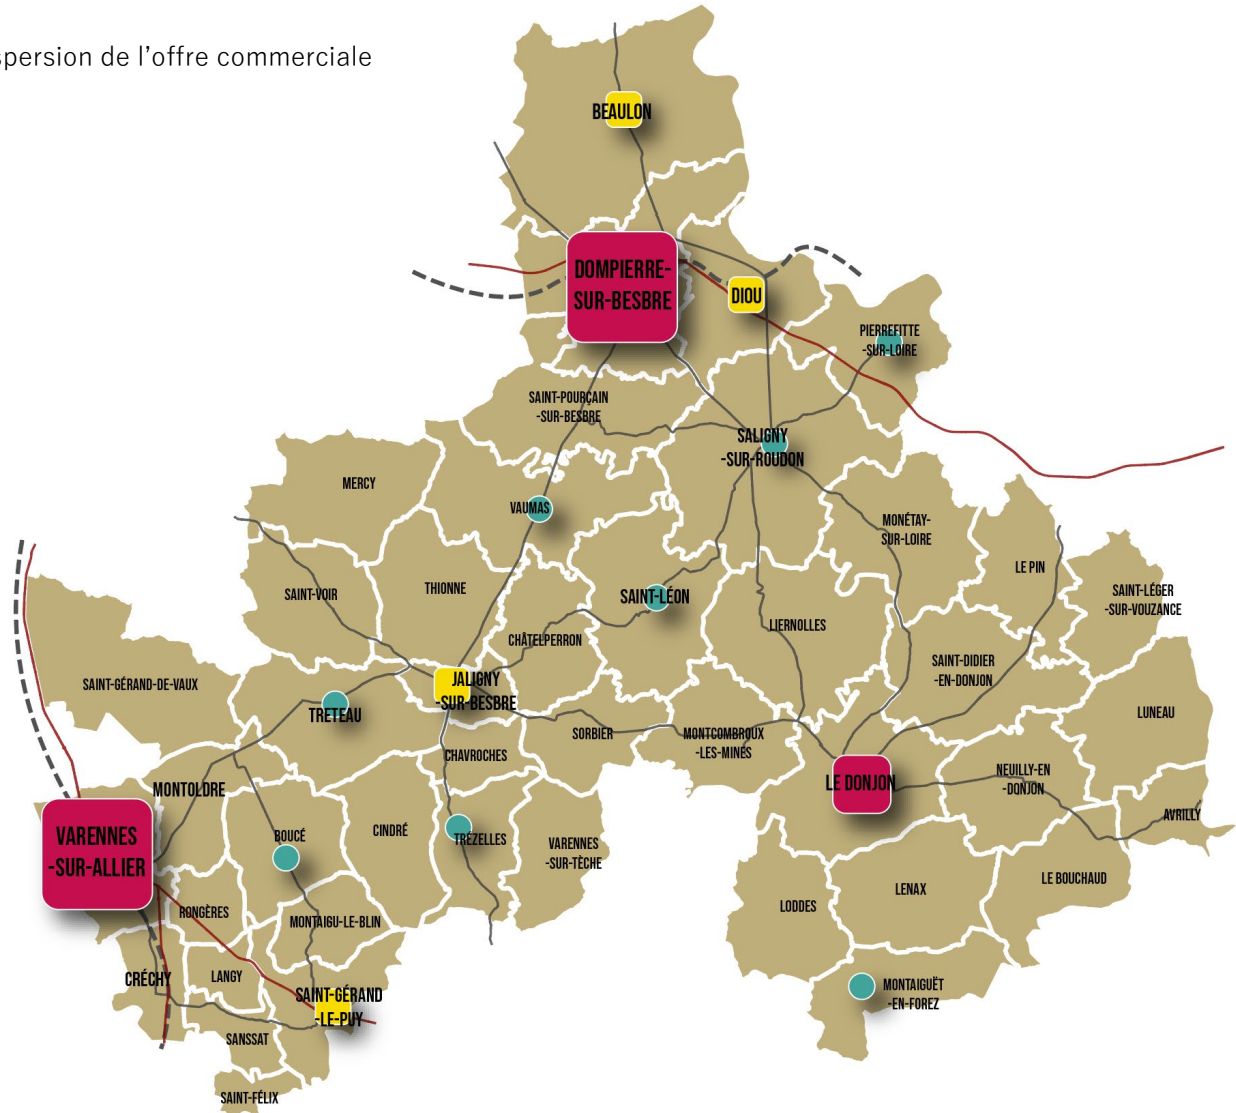 spersion de l'offre commerciale
BEAULON
DOMPIERRE-
SUR-BESBRE
DIOU
PIERREFITTE
-SUR-LOIRE
SAINT-POURÇAIN
-SUR-BESBRE
SALIGNY
-SUR-ROUDON
MERCY
VAUMAS
MONÉTAY-
SUR-LOIRE
LE PIN
SAINT-VOIR
THIONNE
SAINT-LÉON
SAINT-LÉGER
-SUR-VOUZANCE
LIERNOLLES
CHÂTELPERRON
SAINT-DIDIER
-EN-DONJON
SAINT-GÉRAND-DE-VAUX
JALIGNY
-SUR-BESBRE
TRETEAU
LUNEAU
SORBIER
MONTCOMBROUX
-LES-MINES
CHAVROCHES
NEUILLY-EN
-DONJON
LE DONJON
MONTOLDRE
AVRILLY
VARENNES
-SUR-ALLIER
BOUCÉ
CINDRÉ
TRÉZELLES
VARENNES
-SUR-TÈCHE
LE BOUCHAUD
LENAX
LODDES
RONGÈRES
MONTAIGU-LE-BLIN
CRÉCHY
LANGY
MONTAIGUËT
-EN-FOREZ
SAINT-GÉRAND
-LE-PUY
SANSSAT
SAINT-FÉLIX